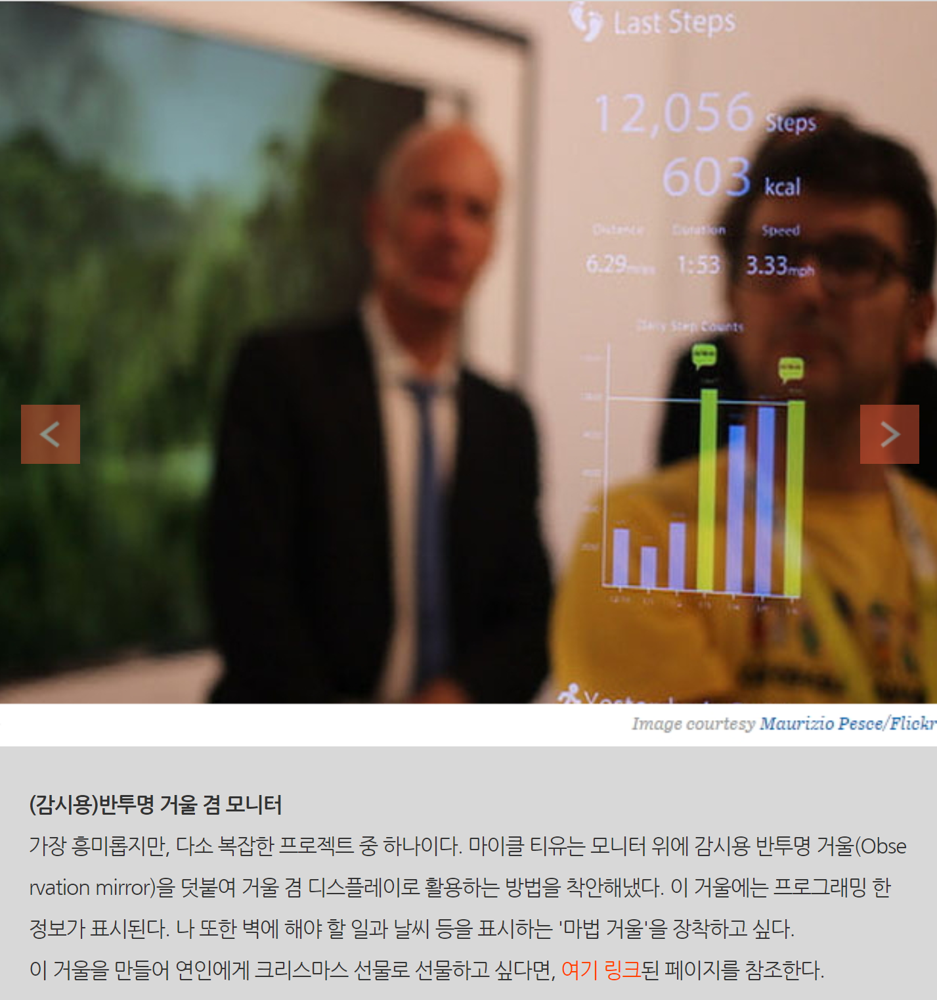 Last Steps
12,056 Steps
603 kcal
Distance Duration Speed
6.29miles 1:53 3.33mph
Daily Step Counts
Image courtesy Maurizio Pesce/Flickr
(감시용)반투명 거울 겸 모니터
가장 흥미롭지만, 다소 복잡한 프로젝트 중 하나이다. 마이클 티유는 모니터 위에 감시용 반투명 거울(Obse
rvation mirror)을 덧붙여 거울 겸 디스플레이로 활용하는 방법을 착안해냈다. 이 거울에는 프로그래밍 한
정보가 표시된다. 나 또한 벽에 해야 할 일과 날씨 등을 표시하는 '마법 거울'을 장착하고 싶다.
이 거울을 만들어 연인에게 크리스마스 선물로 선물하고 싶다면, 여기 링크된 페이지를 참조한다.